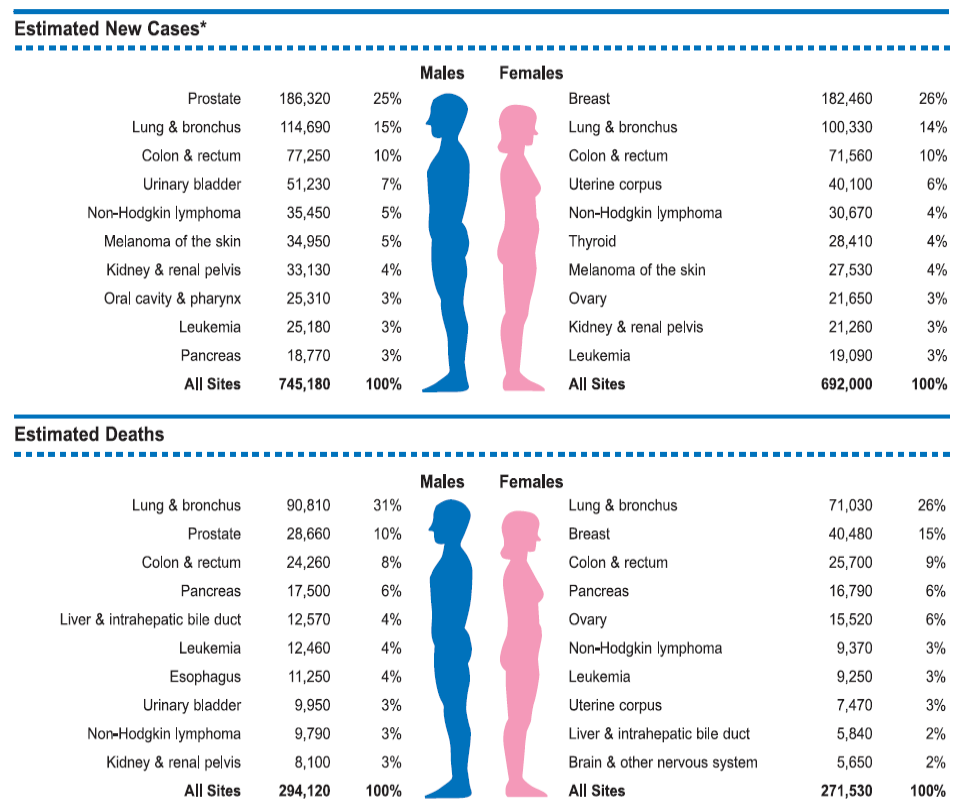 Estimated New Cases*
Males Females
Prostate 186,320 25% Breast 182,460 26%
Lung & bronchus 114,690 15% Lung & bronchus 100,330 14%
Colon & rectum 77,250 10% Colon & rectum 71,560 10%
Urinary bladder 51,230 7% Uterine corpus 40,100 6%
Non-Hodgkin lymphoma 35,450 5% Non-Hodgkin lymphoma 30,670 4%
Melanoma of the skin 34,950 5% Thyroid 28,410 4%
Kidney & renal pelvis 33,130 4% Melanoma of the skin 27,530 4%
Oral cavity & pharynx 25,310 3% Ovary 21,650 3%
Leukemia 25,180 3% Kidney & renal pelvis 21,260 3%
Pancreas 18,770 3% Leukemia 19,090 3%
All Sites 745,180 100% All Sites 692,000 100%
Estimated Deaths
Males Females
Lung & bronchus 90,810 31% Lung & bronchus 71,030 26%
Prostate 28,660 10% Breast 40,480 15%
Colon & rectum 24,260 8% Colon & rectum 25,700 9%
Pancreas 17,500 6% Pancreas 16,790 6%
Liver & intrahepatic bile duct 12,570 4% Ovary 15,520 6%
Leukemia 12,460 4% Non-Hodgkin lymphoma 9,370 3%
Esophagus 11,250 4% Leukemia 9,250 3%
Urinary bladder 9,950 3% Uterine corpus 7,470 3%
Non-Hodgkin lymphoma 9,790 3% Liver & intrahepatic bile duct 5,840 2%
Kidney & renal pelvis 8,100 3% Brain & other nervous system 5,650 2%
All Sites 294,120 100% All Sites 271,530 100%